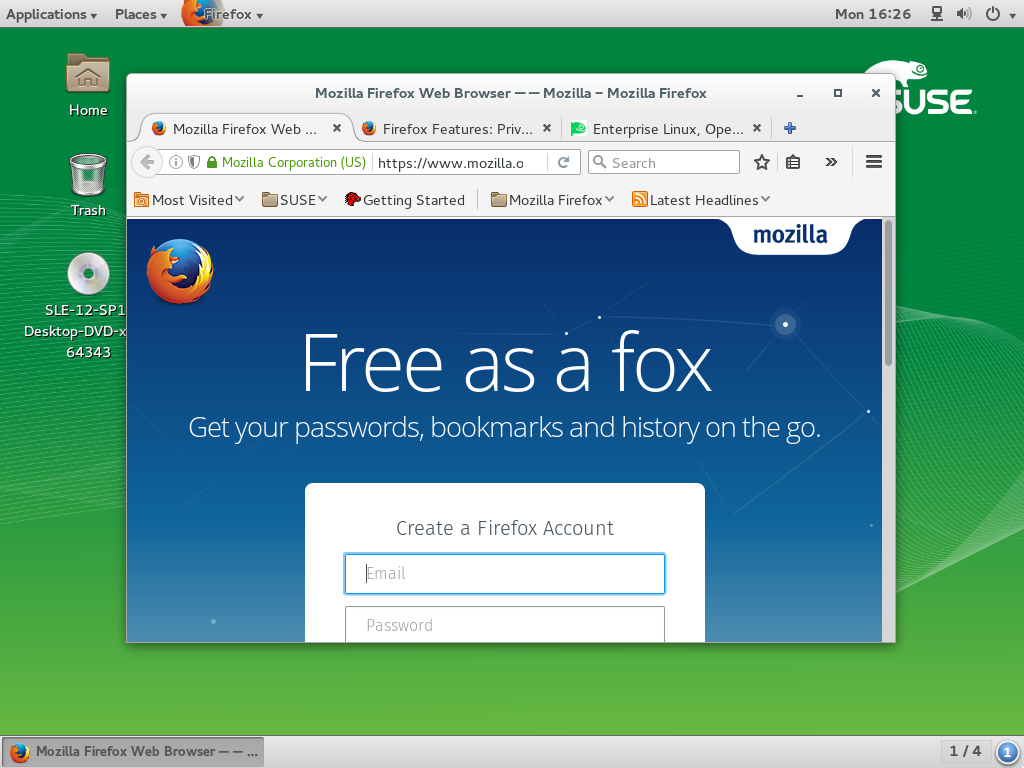 Applications Places Firefox Mon 16:26
Home
Trash
SLE-12-SP1
Desktop-DVD-x
64343
SUSE
Mozilla Firefox Web Browser — — Mozilla – Mozilla Firefox
Mozilla Firefox Web ... Firefox Features: Priv... Enterprise Linux, Ope...
Mozilla Corporation (US) https://www.mozilla.o Search
Most Visited SUSE Getting Started Mozilla Firefox Latest Headlines
mozilla
Free as a fox
Get your passwords, bookmarks and history on the go.
Create a Firefox Account
Email
Password
Mozilla Firefox Web Browser — — ... 1 / 4 1